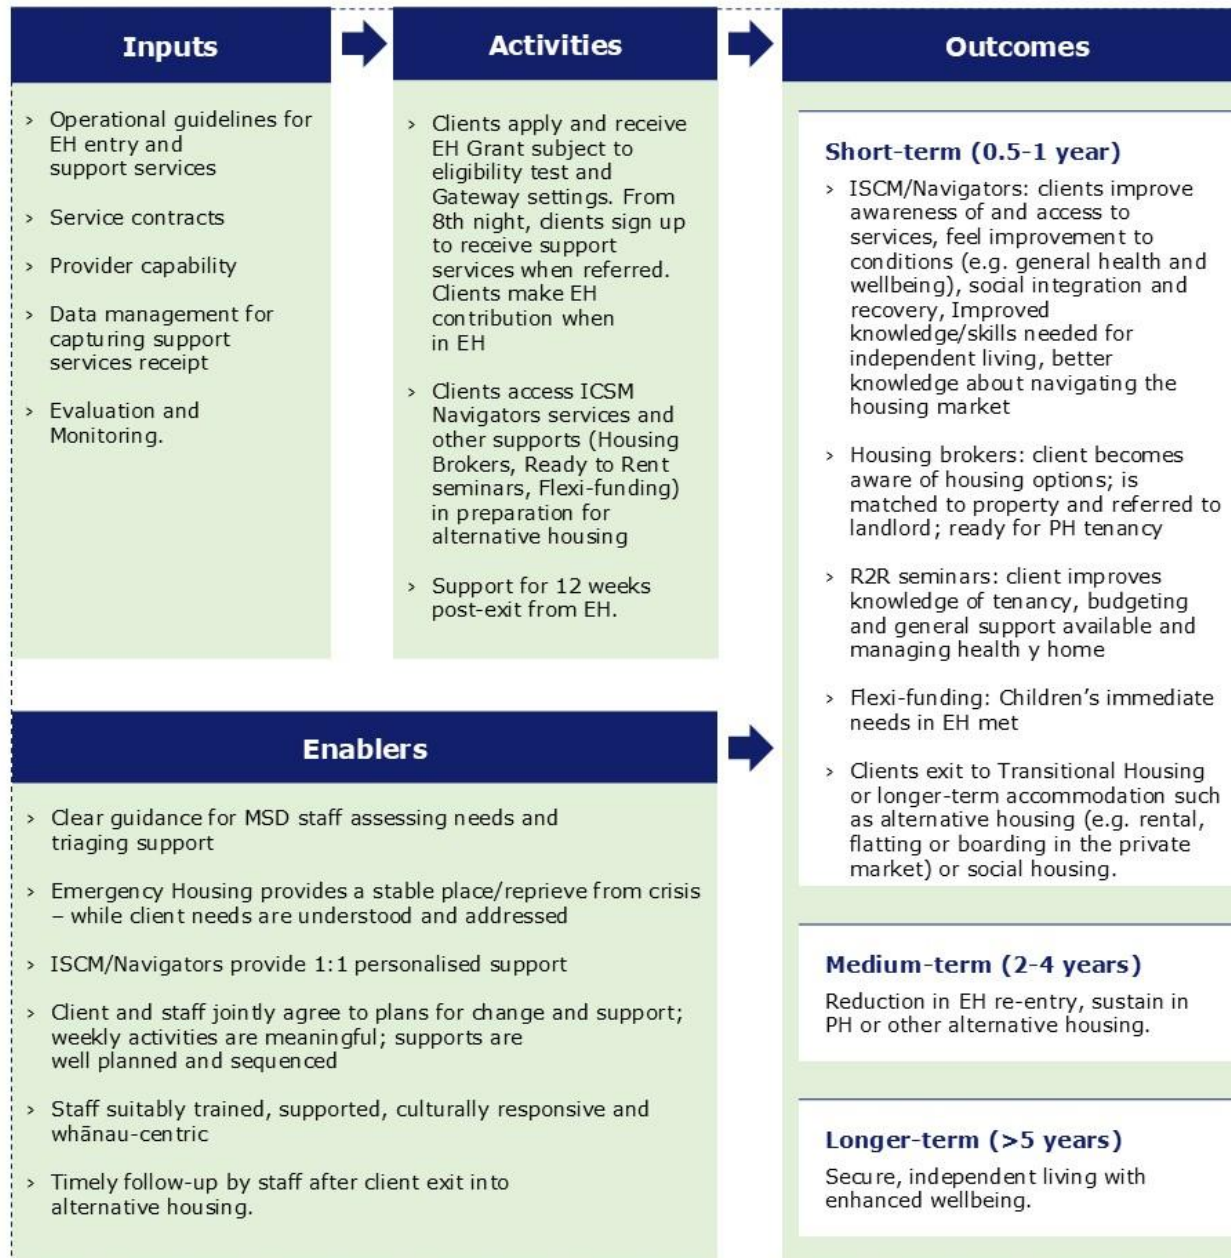 Inputs
› Operational guidelines for
EH entry and
support services
› Service contracts
› Provider capability
› Data management for
capturing support
services receipt
› Evaluation and
Monitoring.
Activities
› Clients apply and receive
EH Grant subject to
eligibility test and
Gateway settings. From
8th night, clients sign up
to receive support
services when referred.
Clients make EH
contribution when
in EH
› Clients access ICSM
Navigators services and
other supports (Housing
Brokers, Ready to Rent
seminars, Flexi-funding)
in preparation for
alternative housing
› Support for 12 weeks
post-exit from EH.
Enablers
› Clear guidance for MSD staff assessing needs and
triaging support
› Emergency Housing provides a stable place/reprieve from crisis
– while client needs are understood and addressed
› ISCM/Navigators provide 1:1 personalised support
› Client and staff jointly agree to plans for change and support;
weekly activities are meaningful; supports are
well planned and sequenced
› Staff suitably trained, supported, culturally responsive and
whānau-centric
› Timely follow-up by staff after client exit into
alternative housing.
Outcomes
Short-term (0.5-1 year)
› ISCM/Navigators: clients improve
awareness of and access to
services, feel improvement to
conditions (e.g. general health and
wellbeing), social integration and
recovery, Improved
knowledge/skills needed for
independent living, better
knowledge about navigating the
housing market
› Housing brokers: client becomes
aware of housing options; is
matched to property and referred to
landlord; ready for PH tenancy
› R2R seminars: client improves
knowledge of tenancy, budgeting
and general support available and
managing health y home
› Flexi-funding: Children’s immediate
needs in EH met
› Clients exit to Transitional Housing
or longer-term accommodation such
as alternative housing (e.g. rental,
flatting or boarding in the private
market) or social housing.
Medium-term (2-4 years)
Reduction in EH re-entry, sustain in
PH or other alternative housing.
Longer-term (>5 years)
Secure, independent living with
enhanced wellbeing.